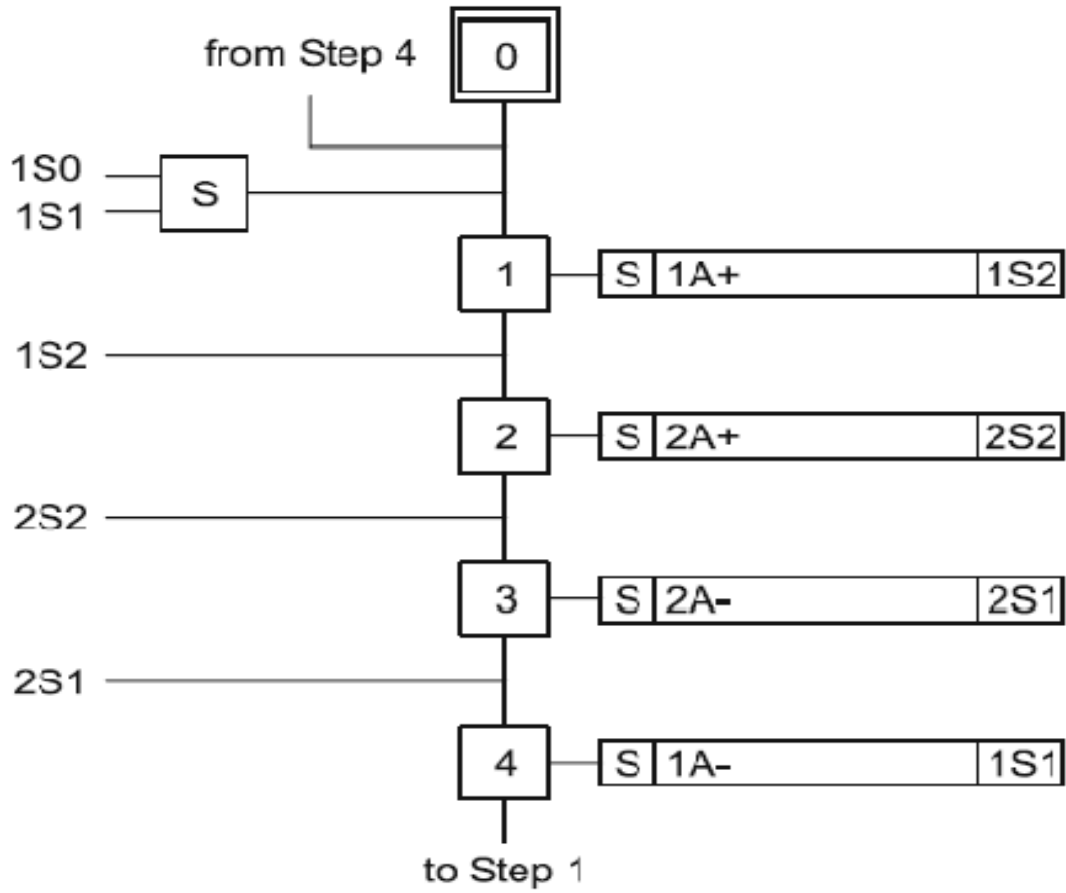 0
from Step 4
1S0
1S1
S
1 S 1A+ 1S2
1S2
2 S 2A+ 2S2
2S2
3 S 2A- 2S1
2S1
4 S 1A- 1S1
to Step 1